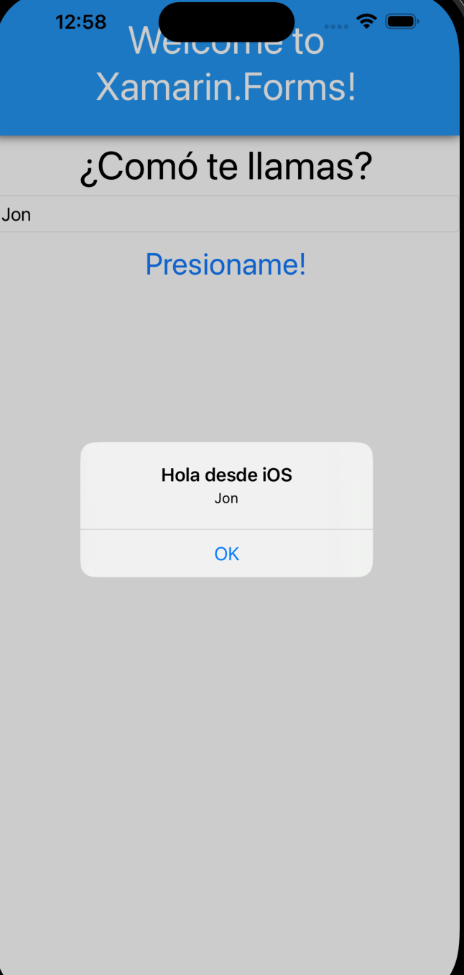 12:58
Welcome to
Xamarin.Forms!
¿Comó te llamas?
Jon
Presioname!
Hola desde iOS
Jon
OK